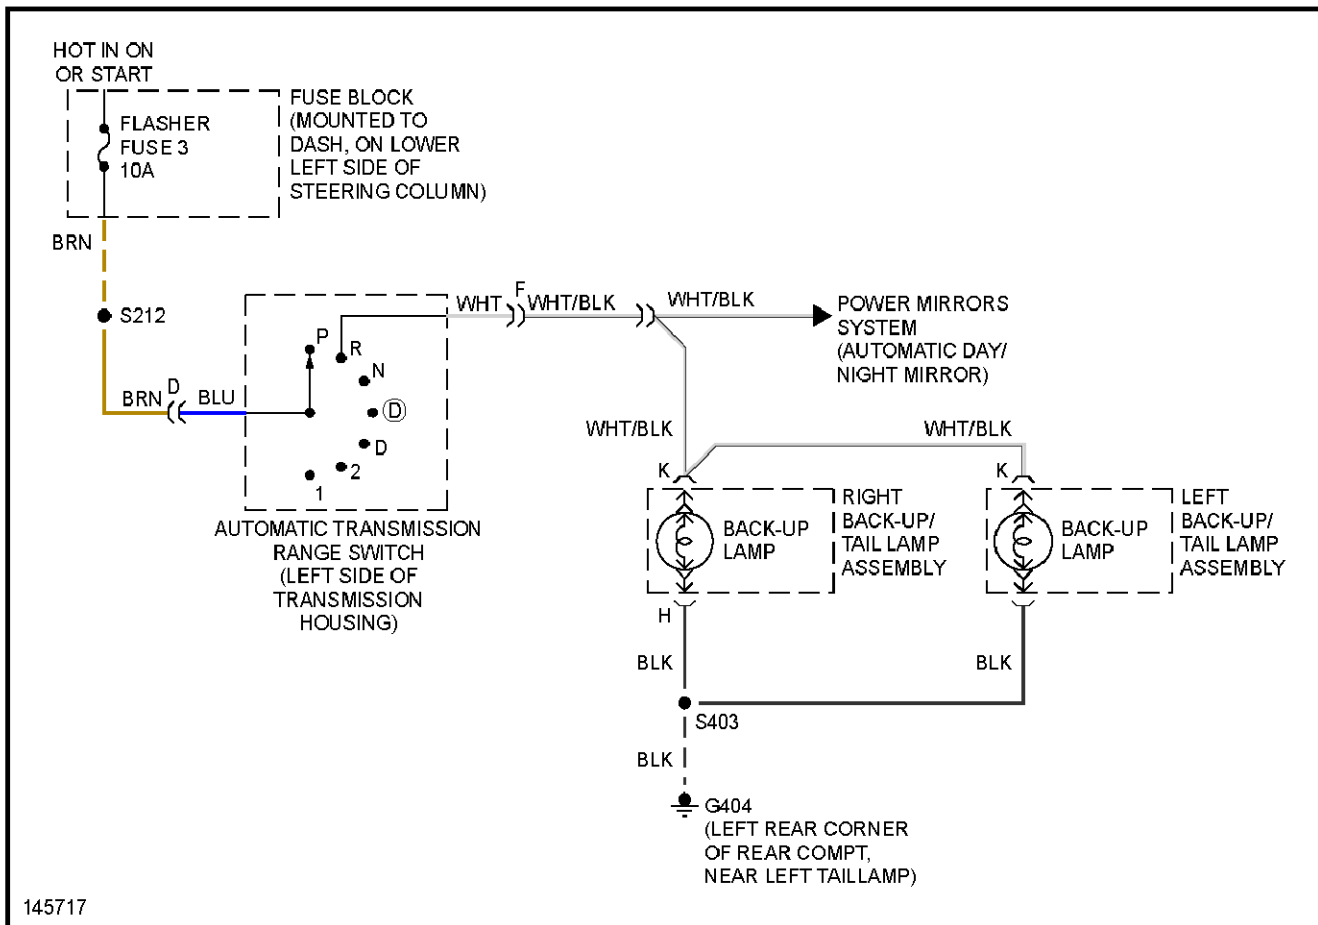 HOT IN ON
OR START
FLASHER
FUSE 3
10A
FUSE BLOCK
(MOUNTED TO
DASH, ON LOWER
LEFT SIDE OF
STEERING COLUMN)
BRN
S212
BRN
D
BLU
P
R
N
D
D
2
1
AUTOMATIC TRANSMISSION
RANGE SWITCH
(LEFT SIDE OF
TRANSMISSION
HOUSING)
WHT
F
WHT/BLK
WHT/BLK
POWER MIRRORS
SYSTEM
(AUTOMATIC DAY/
NIGHT MIRROR)
WHT/BLK
WHT/BLK
K
K
BACK-UP
LAMP
RIGHT
BACK-UP/
TAIL LAMP
ASSEMBLY
BACK-UP
LAMP
LEFT
BACK-UP/
TAIL LAMP
ASSEMBLY
H
BLK
BLK
S403
BLK
G404
(LEFT REAR CORNER
OF REAR COMPT,
NEAR LEFT TAILLAMP)
145717